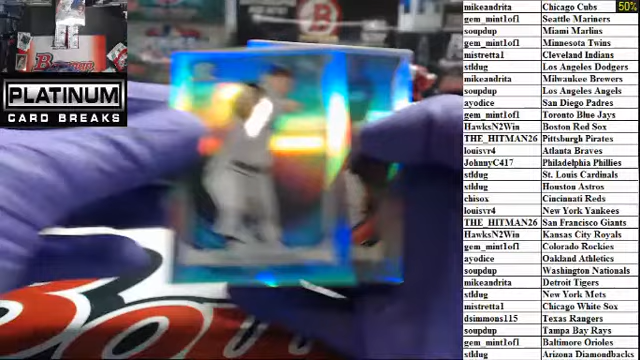 PLATINUM
CARD BREAKS
mikeandrita Chicago Cubs 50%
gem_mint1of1 Seattle Mariners
soupdup Miami Marlins
gem_mint1of1 Minnesota Twins
mistretta1 Cleveland Indians
stldug Los Angeles Dodgers
mikeandrita Milwaukee Brewers
soupdup Los Angeles Angels
ayodice San Diego Padres
gem_mint1of1 Toronto Blue Jays
HawksN2Win Boston Red Sox
THE_HITMAN26 Pittsburgh Pirates
louisvr4 Atlanta Braves
JohnnyC417 Philadelphia Phillies
stldug St. Louis Cardinals
stldug Houston Astros
chisox Cincinnati Reds
louisvr4 New York Yankees
THE_HITMAN26 San Francisco Giants
HawksN2Win Kansas City Royals
gem_mint1of1 Colorado Rockies
ayodice Oakland Athletics
soupdup Washington Nationals
mikeandrita Detroit Tigers
stldug New York Mets
mistretta1 Chicago White Sox
dsimmons115 Texas Rangers
soupdup Tampa Bay Rays
gem_mint1of1 Baltimore Orioles
stldug Arizona Diamondbacks